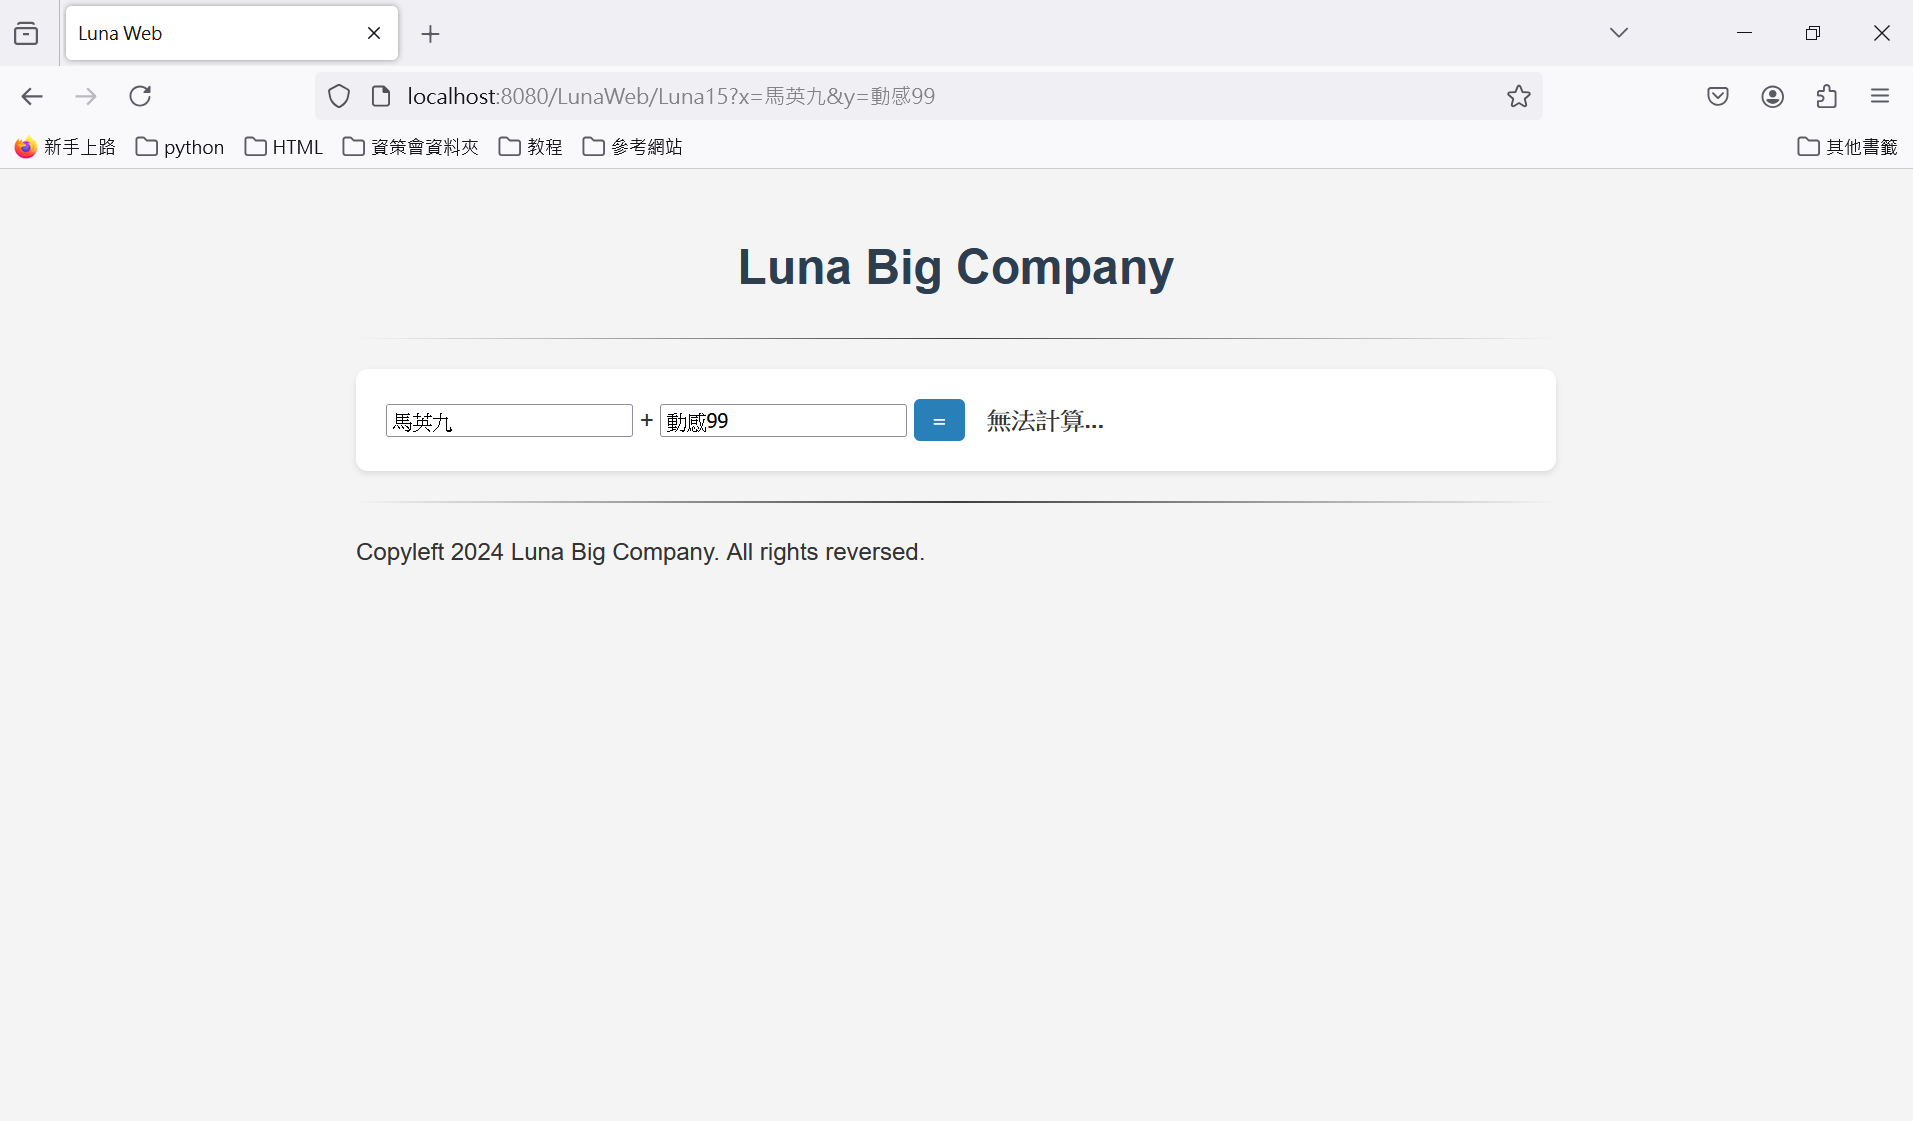 Luna Web
localhost:8080/LunaWeb/Luna15?x=馬英九&y=動感99
新手上路 python HTML 資策會資料夾 教程 參考網站 其他書籤
Luna Big Company
馬英九 + 動感99 = 無法計算...
Copyleft 2024 Luna Big Company. All rights reversed.